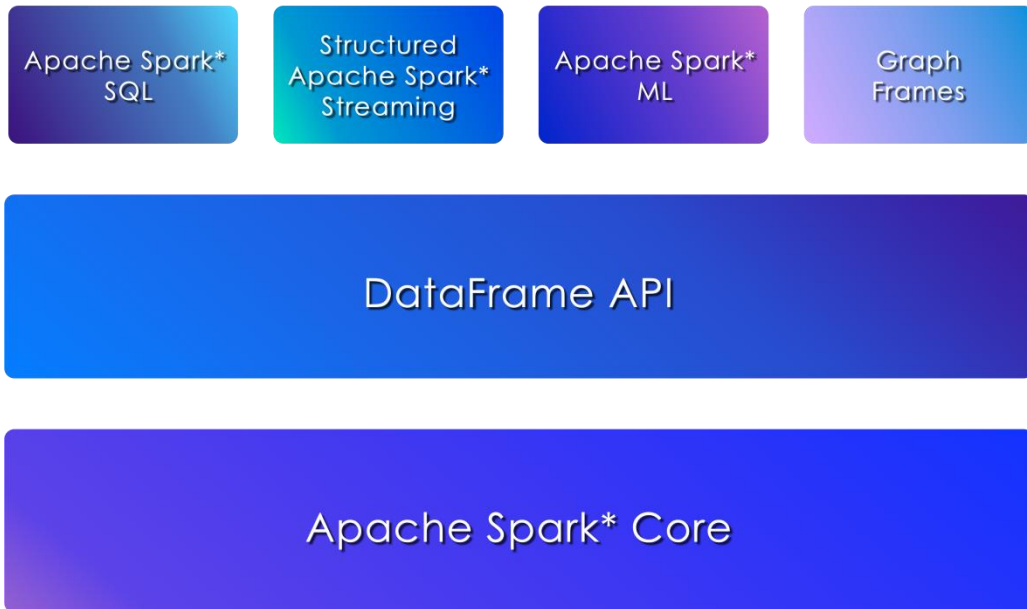 Apache Spark*
SQL
Structured
Apache Spark*
Streaming
Apache Spark*
ML
Graph
Frames
DataFrame API
Apache Spark* Core